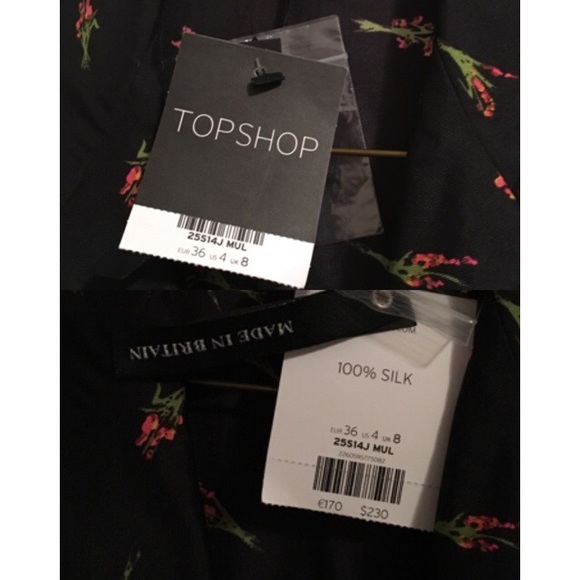 TOPSHOP
25S14J MUL
EUR 36 US 4 UK 8
MADE IN BRITAIN
100% SILK
EUR 36 US 4 UK 8
25S14J MUL
2260595775082
€170 $230